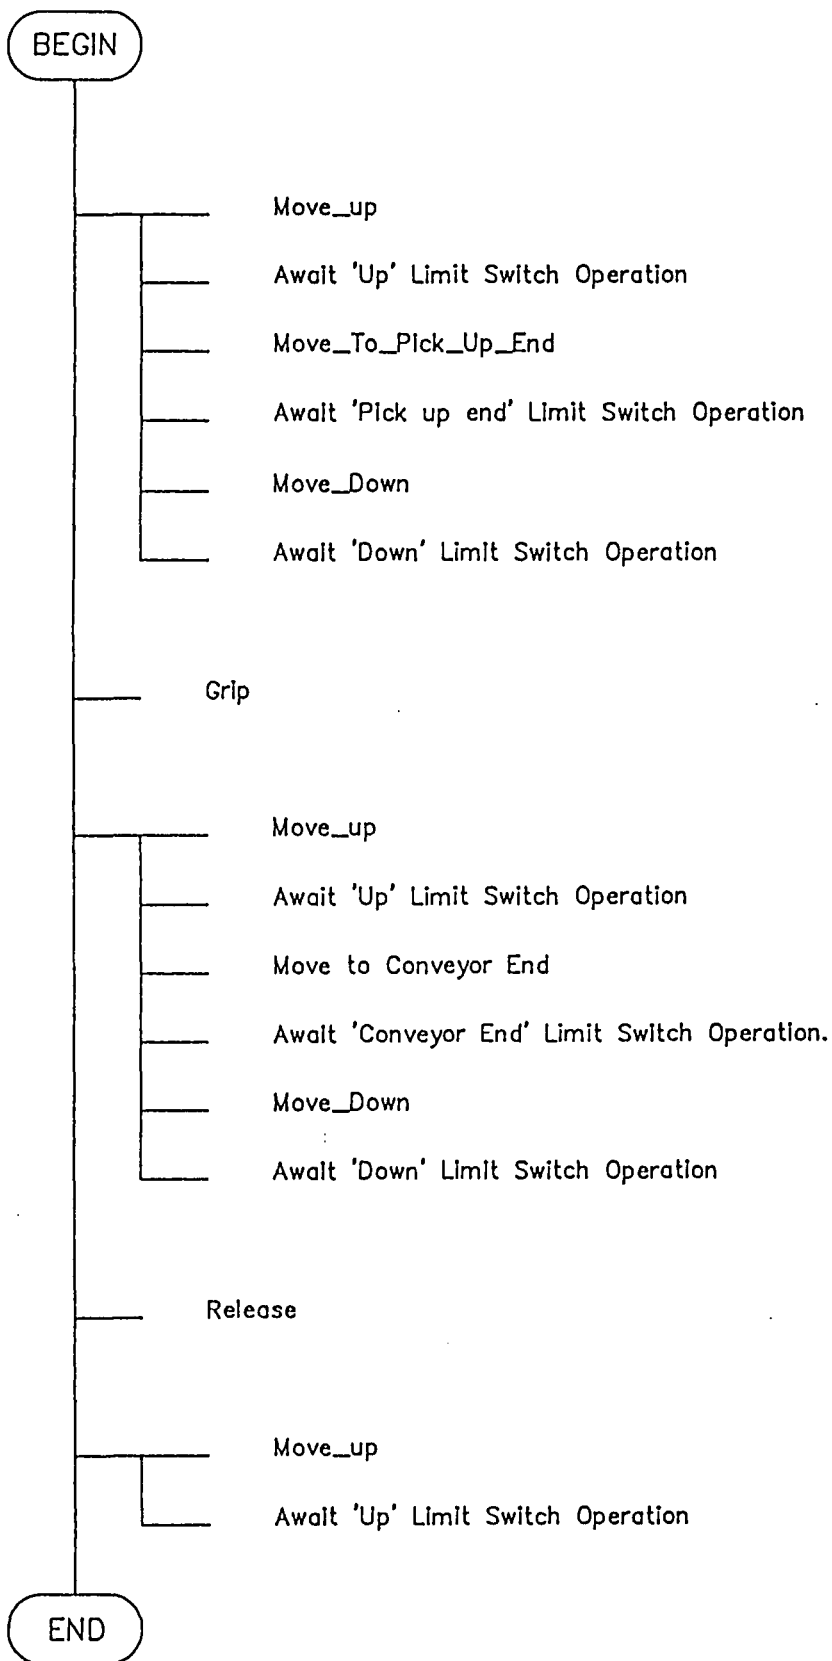 BEGIN
Move_up
Await 'Up' Limit Switch Operation
Move_To_Pick_Up_End
Await 'Pick up end' Limit Switch Operation
Move_Down
Await 'Down' Limit Switch Operation
Grip
Move_up
Await 'Up' Limit Switch Operation
Move to Conveyor End
Await 'Conveyor End' Limit Switch Operation.
Move_Down
Await 'Down' Limit Switch Operation
Release
Move_up
Await 'Up' Limit Switch Operation
END